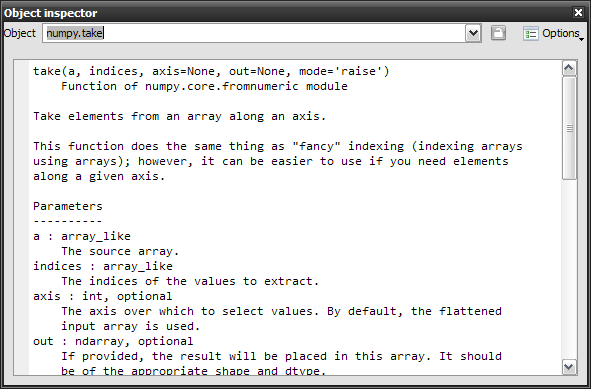 Object inspector
Object numpy.take Options
take(a, indices, axis=None, out=None, mode='raise')
    Function of numpy.core.fromnumeric module
Take elements from an array along an axis.
This function does the same thing as "fancy" indexing (indexing arrays
using arrays); however, it can be easier to use if you need elements
along a given axis.
Parameters
----------
a : array_like
    The source array.
indices : array_like
    The indices of the values to extract.
axis : int, optional
    The axis over which to select values. By default, the flattened
    input array is used.
out : ndarray, optional
    If provided, the result will be placed in this array. It should
    be of the appropriate shape and dtype.